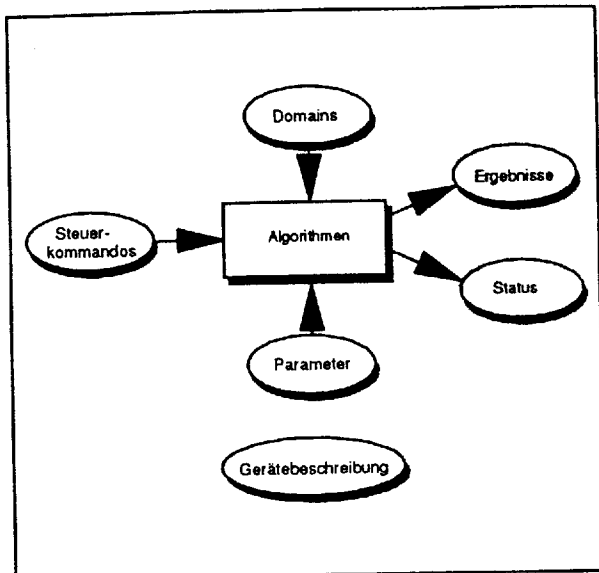 Domains
Ergebnisse
Steuer-
kommandos
Algorithmen
Status
Parameter
Gerätebeschreibung